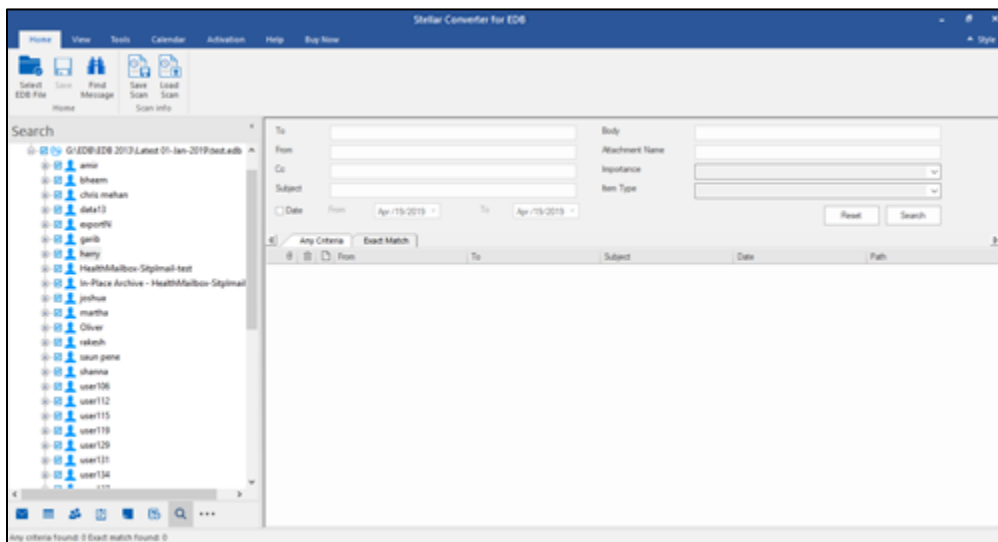 Stellar Converter for EDB
Home View Tools Calendar Activation Help Buy Now Style
Select EDB File Save Find Message Save Scan Load Scan
Home Scan info
Search
G:\EDB\EDB 2013\Latest 01-Jan-2019\test.edb
amir
bheem
chris mehan
data13
exportN
garib
herry
HealthMailbox-SitpImail-test
In-Place Archive - HealthMailbox-SitpImail
joshue
martha
Oliver
rakesh
saun pene
shanna
user106
user112
user115
user119
user129
user131
user134
To Body
From Attachment Name
Cc Importance
Subject Item Type
Date From Apr /19/2019 To Apr /19/2019 Reset Search
Any Criteria Exact Match
From To Subject Date Path
Any criteria found: 0 Exact match found: 0